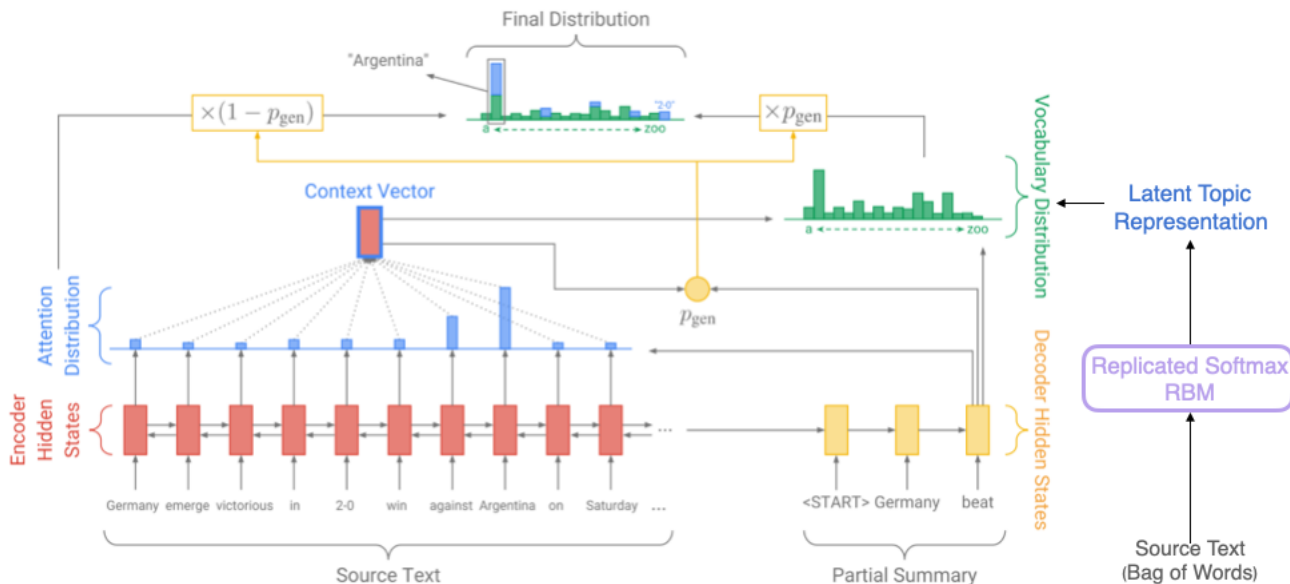 Final Distribution
"Argentina"
×(1 − p_gen)
"2-0"
×p_gen
a
zoo
Context Vector
Vocabulary Distribution
a
zoo
Latent Topic
Representation
Attention
Distribution
p_gen
Encoder
Hidden
States
...
Decoder Hidden States
Replicated Softmax
RBM
Germany emerge victorious in 2-0 win against Argentina on Saturday ...
<START> Germany beat
Source Text
Partial Summary
Source Text
(Bag of Words)